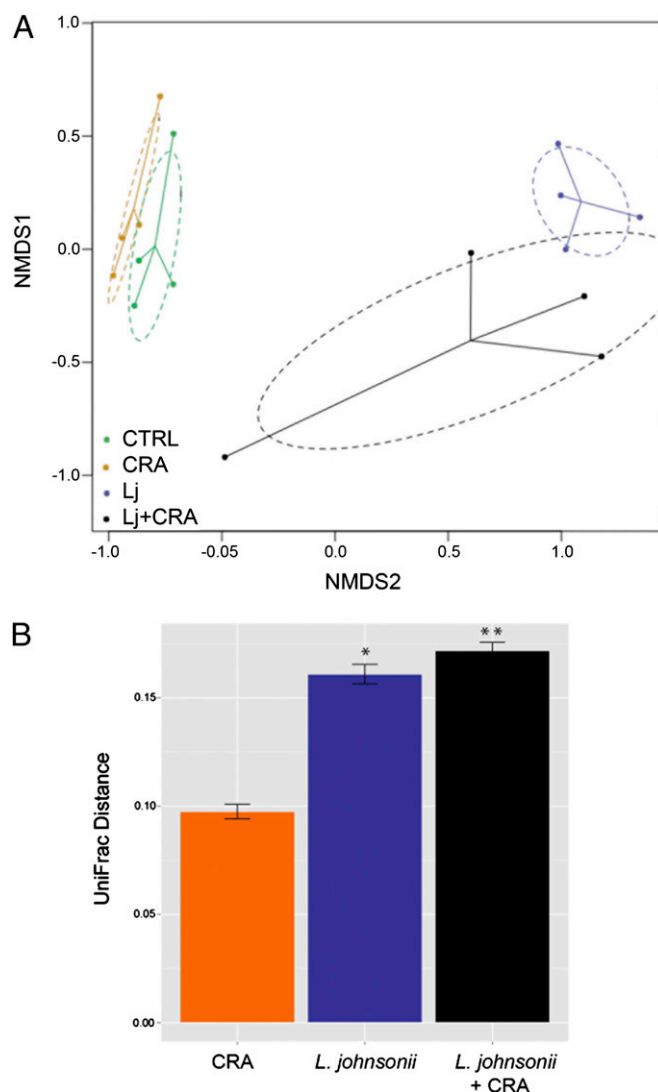 A
1.0
0.5
0.0
-0.5
-1.0
NMDS1
CTRL
CRA
Lj
Lj+CRA
-1.0 -0.05 0.0 0.5 1.0
NMDS2
B
UniFrac Distance
0.15
0.10
0.05
0.00
*
**
CRA
L. johnsonii
L. johnsonii
+ CRA